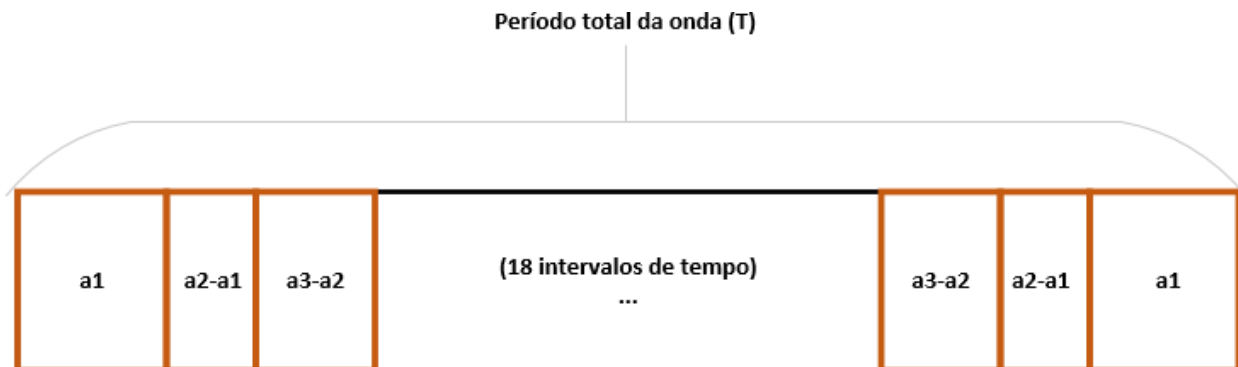 Período total da onda (T)
a1 a2-a1 a3-a2 (18 intervalos de tempo) a3-a2 a2-a1 a1
...